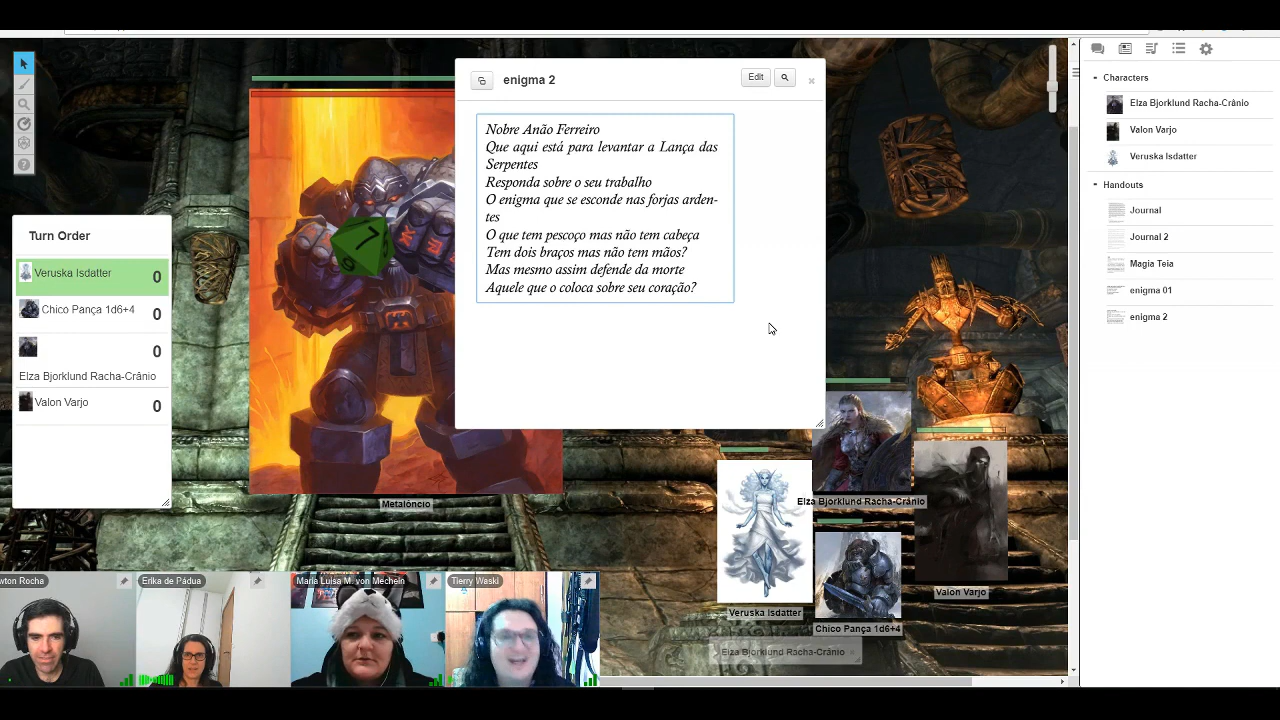 enigma 2
Edit
Nobre Anão Ferreiro
Que aqui está para levantar a Lança das
Serpentes
Responda sobre o seu trabalho
O enigma que se esconde nas forjas arden-
tes:
Que tem pescoço mas não tem cabeça
Tem dois braços mas não tem mãos
Mas mesmo assim defende da morte
Aquele que o coloca sobre seu corpo?
Turn Order
Veruska Isdatter
0
Chico Pança 1d6+4
0
0
Elza Bjorklund Racha-Crânio
Valon Varjo
0
7
Metalôncio
Elza Bjorklund Racha-Crânio
Valon Varjo
Veruska Isdatter
Chico Pança 1d6+4
Elza Bjorklund Racha-Crânio
wton Rocha
Erika de Pádua
Maria Luisa M. von Mecheln
Tierry Waski
Characters
Elza Bjorklund Racha-Crânio
Valon Varjo
Veruska Isdatter
Handouts
Journal
Journal 2
Magia Teia
enigma 01
enigma 2